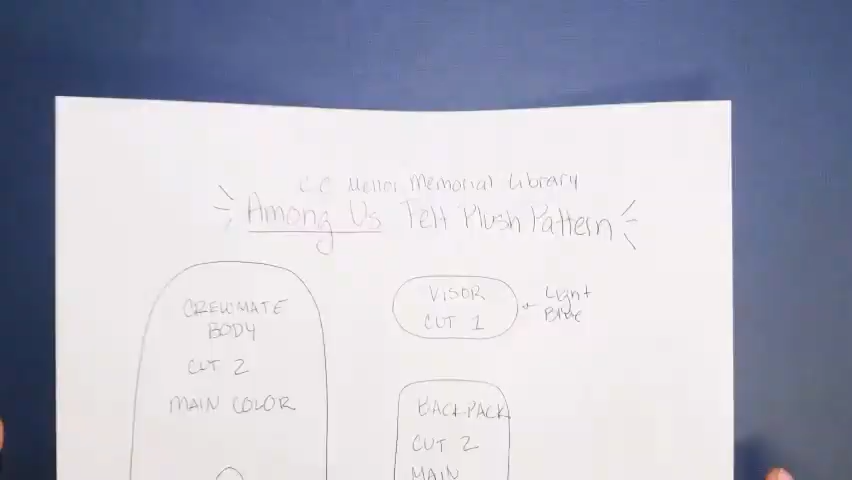 CC Mellor Memorial Library
Among Us Felt Plush Pattern
CREWMATE
BODY
CUT 2
MAIN COLOR
VISOR
CUT 1
Light
Blue
BACKPACK
CUT 2
MAIN